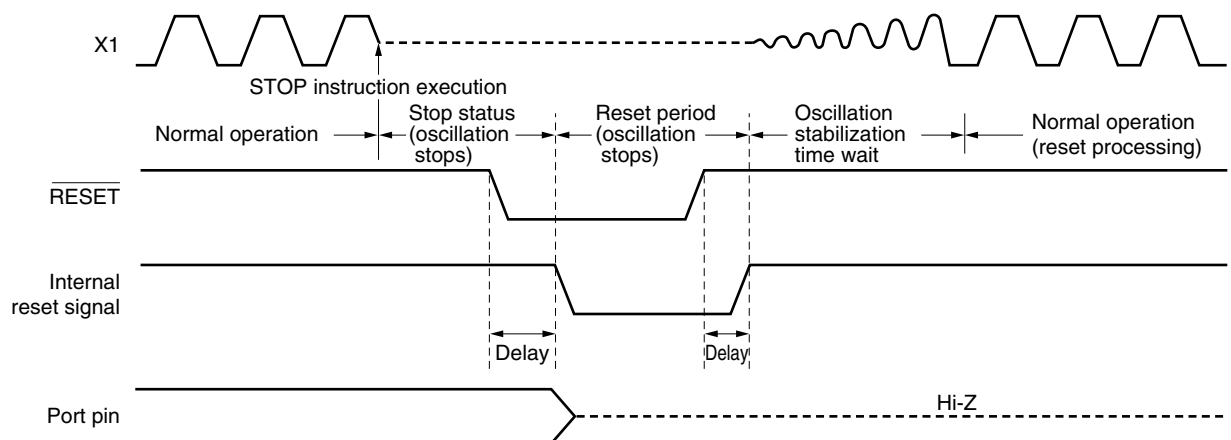 X1
STOP instruction execution
Normal operation
Stop status
(oscillation
stops)
Reset period
(oscillation
stops)
Oscillation
stabilization
time wait
Normal operation
(reset processing)
RESET
Internal
reset signal
Delay
Delay
Port pin
Hi-Z